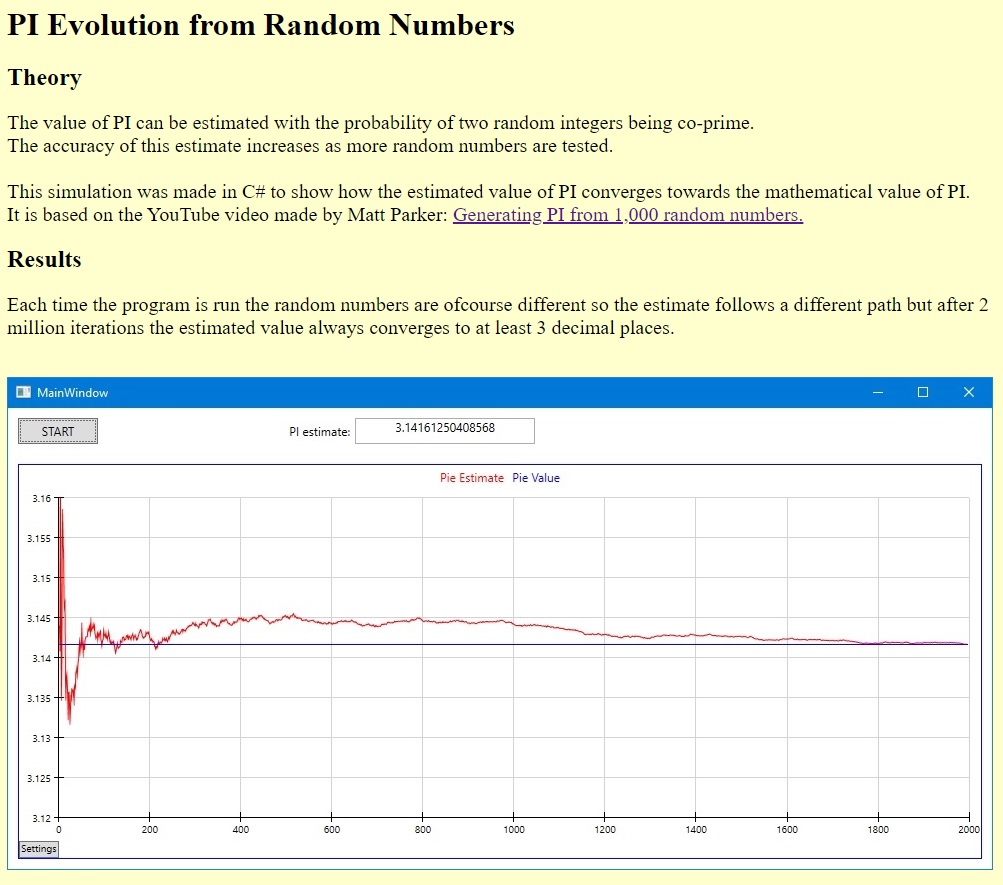 PI Evolution from Random Numbers
Theory
The value of PI can be estimated with the probability of two random integers being co-prime.
The accuracy of this estimate increases as more random numbers are tested.
This simulation was made in C# to show how the estimated value of PI converges towards the mathematical value of PI.
It is based on the YouTube video made by Matt Parker: Generating PI from 1,000 random numbers.
Results
Each time the program is run the random numbers are ofcourse different so the estimate follows a different path but after 2
million iterations the estimated value always converges to at least 3 decimal places.
MainWindow
START
PI estimate: 3.14161250408568
Pie Estimate Pie Value
3.16
3.155
3.15
3.145
3.14
3.135
3.13
3.125
3.12
0 200 400 600 800 1000 1200 1400 1600 1800 2000
Settings